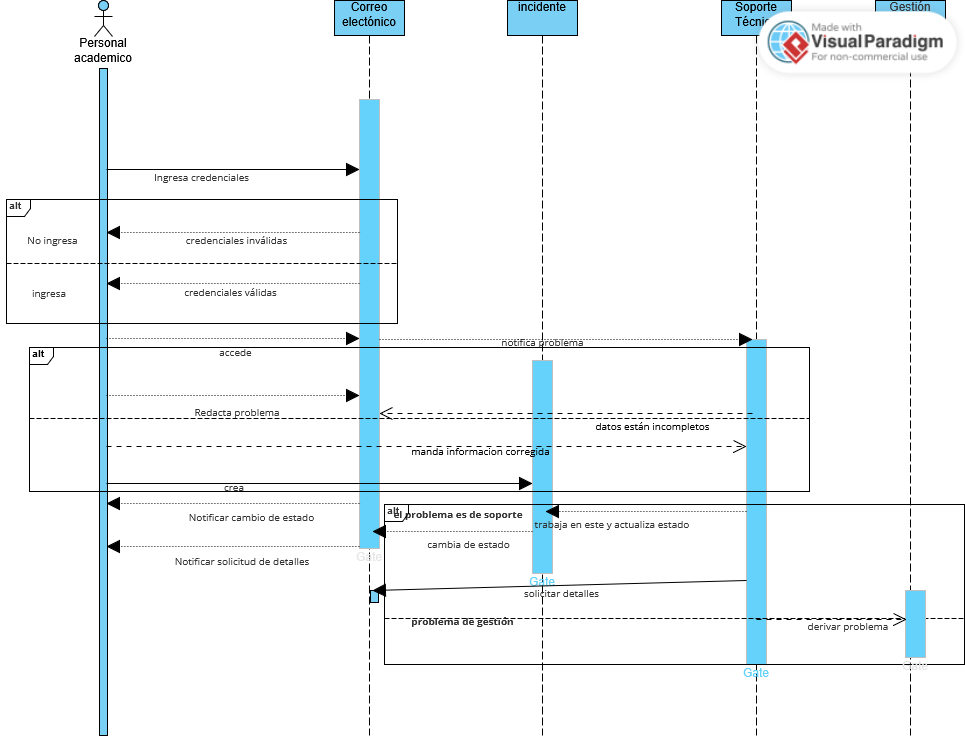 Correo
electónico
incidente
Soporte
Técnico
Gestión
Made with
VisualParadigm
For non-commercial use
Personal
academico
Ingresa credenciales
alt
No ingresa
credenciales inválidas
ingresa
credenciales válidas
accede
notifica problema
alt
Redacta problema
datos están incompletos
manda informacion corregida
crea
Notificar cambio de estado
alt
el problema es de soporte
trabaja en este y actualiza estado
cambia de estado
Gate
Notificar solicitud de detalles
Gate
solicitar detalles
problema de gestión
derivar problema
Gate
Gate